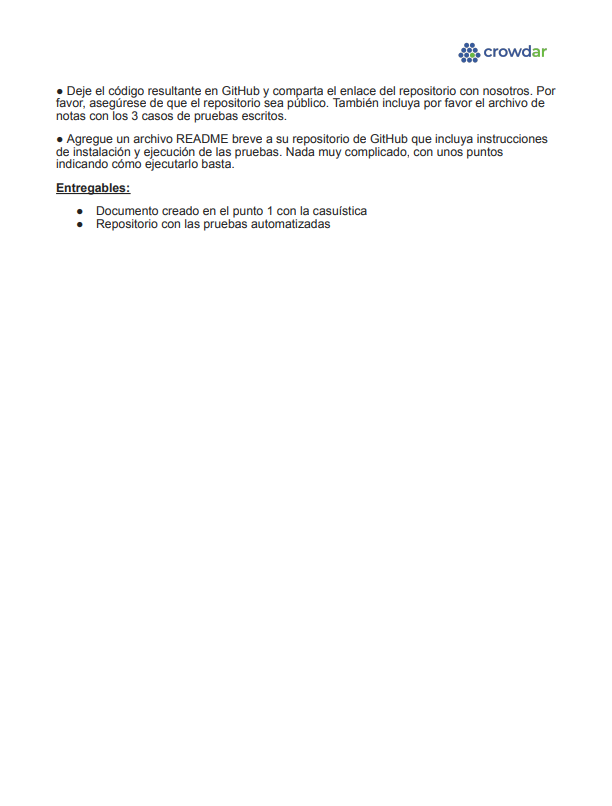 crowdar
● Deje el código resultante en GitHub y comparta el enlace del repositorio con nosotros. Por
favor, asegúrese de que el repositorio sea público. También incluya por favor el archivo de
notas con los 3 casos de pruebas escritos.
● Agregue un archivo README breve a su repositorio de GitHub que incluya instrucciones
de instalación y ejecución de las pruebas. Nada muy complicado, con unos puntos
indicando cómo ejecutarlo basta.
Entregables:
● Documento creado en el punto 1 con la casuística
● Repositorio con las pruebas automatizadas